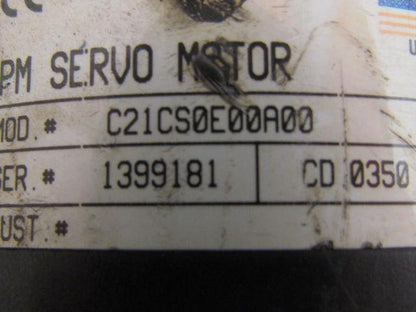 PM SERVO MOTOR
MOD.# C21CS0E00A00
SER.# 1399181 CD 0350
UST.#
U